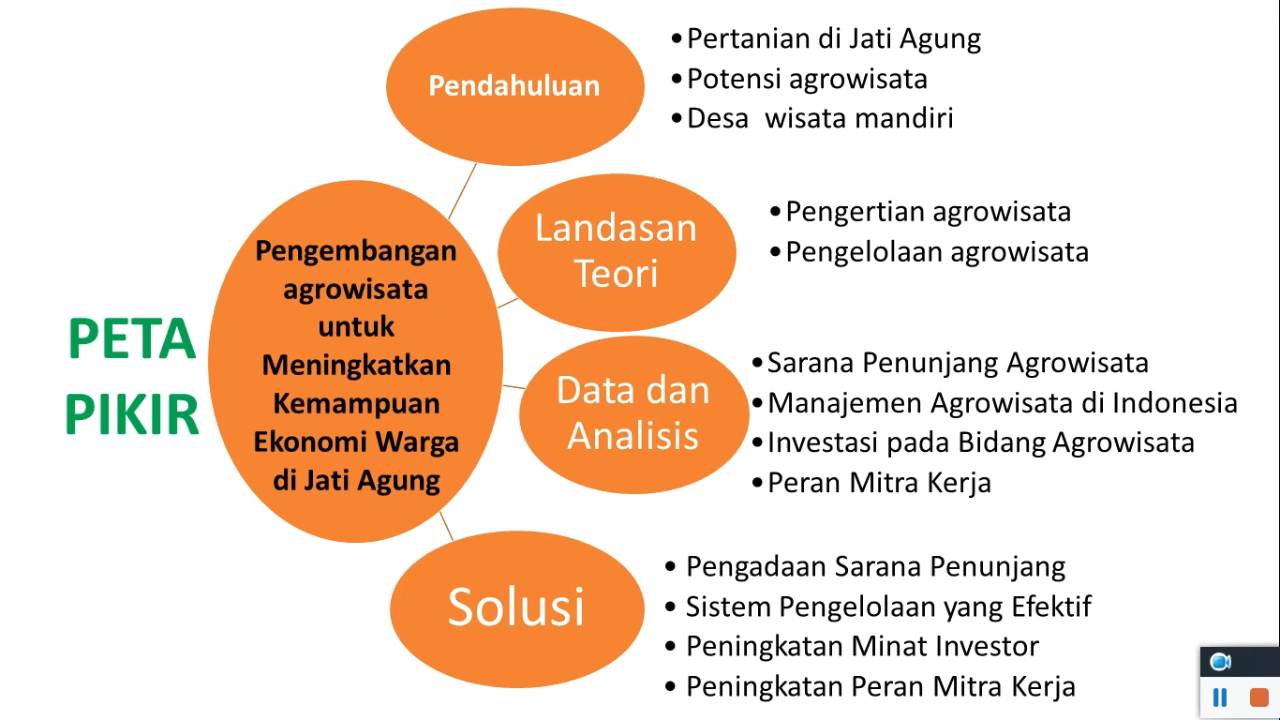 Pendahuluan
•Pertanian di Jati Agung
•Potensi agrowisata
•Desa  wisata mandiri
Landasan
Teori
•Pengertian agrowisata
•Pengelolaan agrowisata
PETA
PIKIR
Pengembangan
agrowisata
untuk
Meningkatkan
Kemampuan
Ekonomi Warga
di Jati Agung
Data dan
Analisis
•Sarana Penunjang Agrowisata
•Manajemen Agrowisata di Indonesia
•Investasi pada Bidang Agrowisata
•Peran Mitra Kerja
Solusi
• Pengadaan Sarana Penunjang
• Sistem Pengelolaan yang Efektif
• Peningkatan Minat Investor
• Peningkatan Peran Mitra Kerja